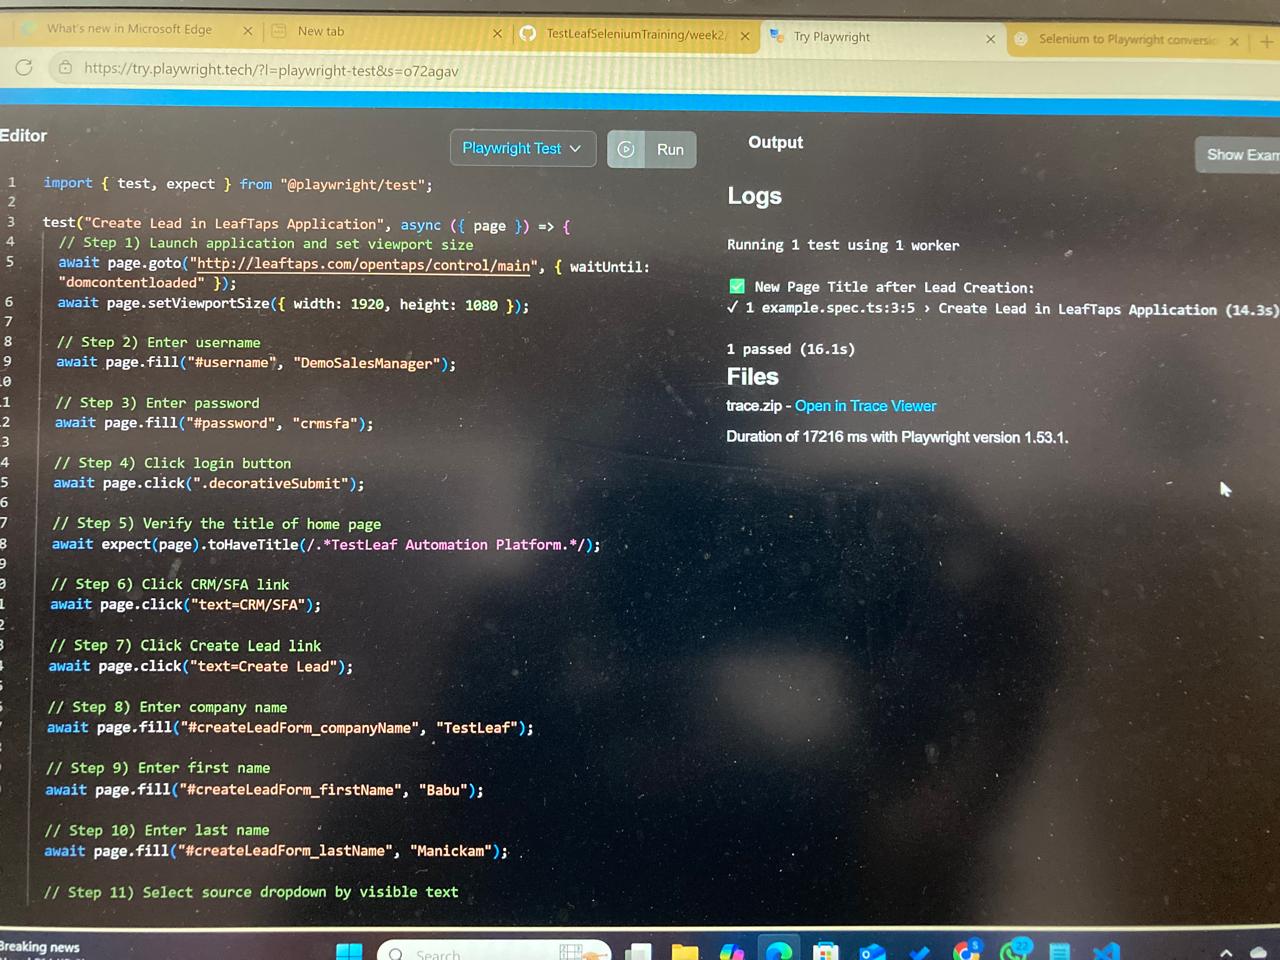 What's new in Microsoft Edge
New tab
TestLeafSeleniumTraining/week2/
Try Playwright
Selenium to Playwright conversi
https://try.playwright.tech/?l=playwright-test&s=o72agav
Editor
Playwright Test
Run
Output
Show Exam
1 import { test, expect } from "@playwright/test";
2
3 test("Create Lead in LeafTaps Application", async ({ page }) => {
4 // Step 1) Launch application and set viewport size
5 await page.goto("http://leaftaps.com/opentaps/control/main", { waitUntil:
"domcontentloaded" });
6 await page.setViewportSize({ width: 1920, height: 1080 });
7
8 // Step 2) Enter username
9 await page.fill("#username", "DemoSalesManager");
0
1 // Step 3) Enter password
2 await page.fill("#password", "crmsfa");
3
4 // Step 4) Click login button
5 await page.click(".decorativeSubmit");
6
7 // Step 5) Verify the title of home page
8 await expect(page).toHaveTitle(/.*TestLeaf Automation Platform.*/);
9
0 // Step 6) Click CRM/SFA link
1 await page.click("text=CRM/SFA");
2
3 // Step 7) Click Create Lead link
await page.click("text=Create Lead");
// Step 8) Enter company name
await page.fill("#createLeadForm_companyName", "TestLeaf");
// Step 9) Enter first name
await page.fill("#createLeadForm_firstName", "Babu");
// Step 10) Enter last name
await page.fill("#createLeadForm_lastName", "Manickam");
// Step 11) Select source dropdown by visible text
Logs
Running 1 test using 1 worker
✅ New Page Title after Lead Creation:
✓ 1 example.spec.ts:3:5 › Create Lead in LeafTaps Application (14.3s)
1 passed (16.1s)
Files
trace.zip - Open in Trace Viewer
Duration of 17216 ms with Playwright version 1.53.1.
Breaking news
Search
22